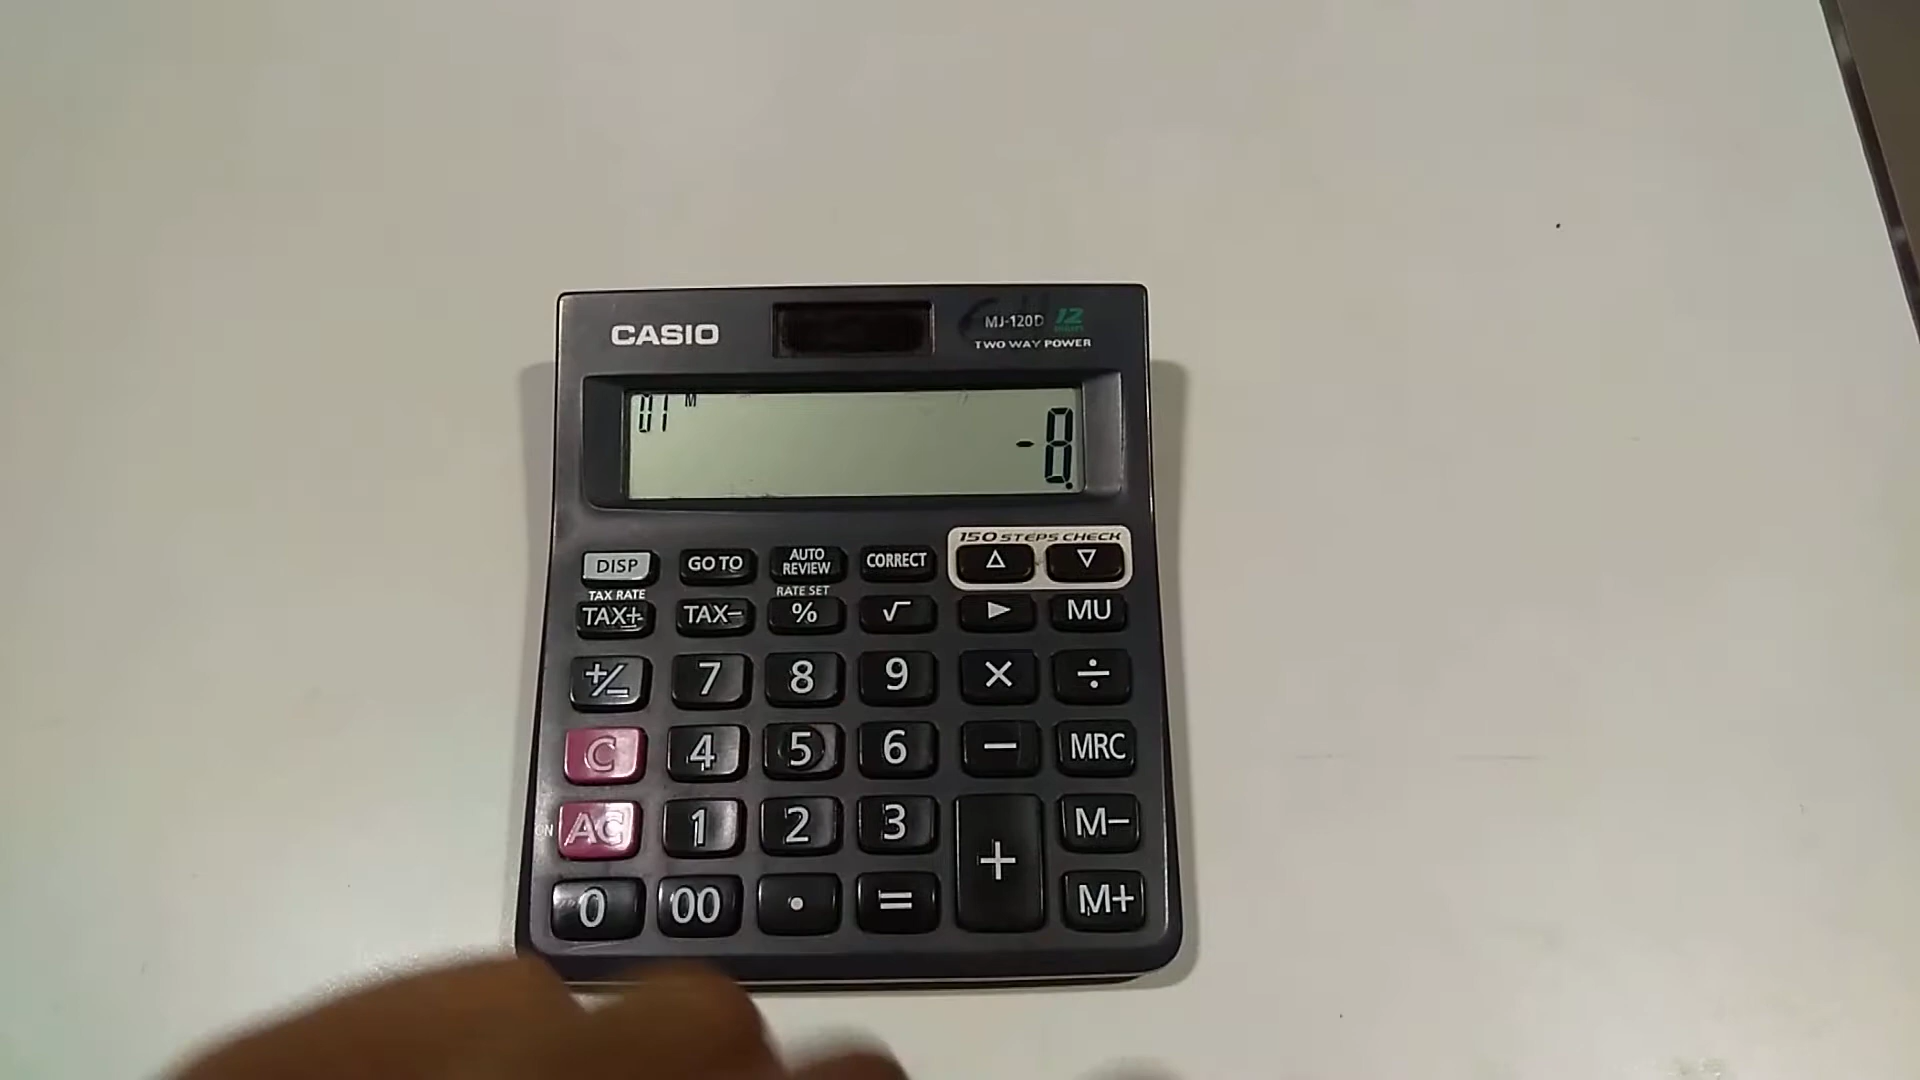 CASIO
MJ-120D 12
TWO WAY POWER
01 M
-8.
150 STEPS CHECK
DISP GO TO AUTO REVIEW CORRECT △ ▽
TAX RATE RATE SET
TAX+ TAX− % √ ▶ MU
+/− 7 8 9 × ÷
C 4 5 6 − MRC
ON AC 1 2 3 + M−
0 00 • = M+